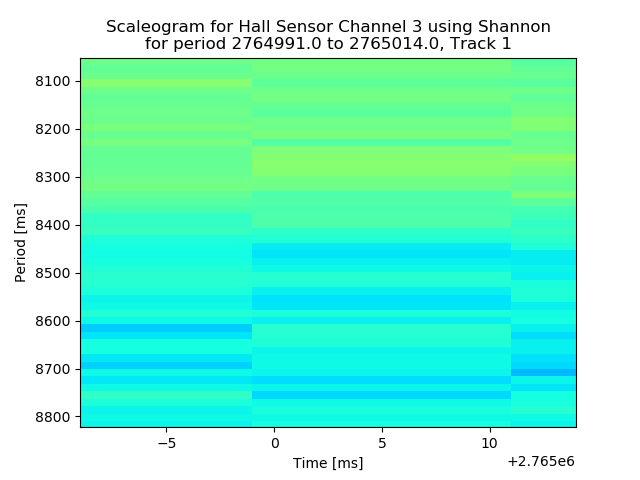 Scaleogram for Hall Sensor Channel 3 using Shannon
for period 2764991.0 to 2765014.0, Track 1
8100
8200
8300
8400
8500
8600
8700
8800
Period [ms]
−5
0
5
10
Time [ms]
+2.765e6